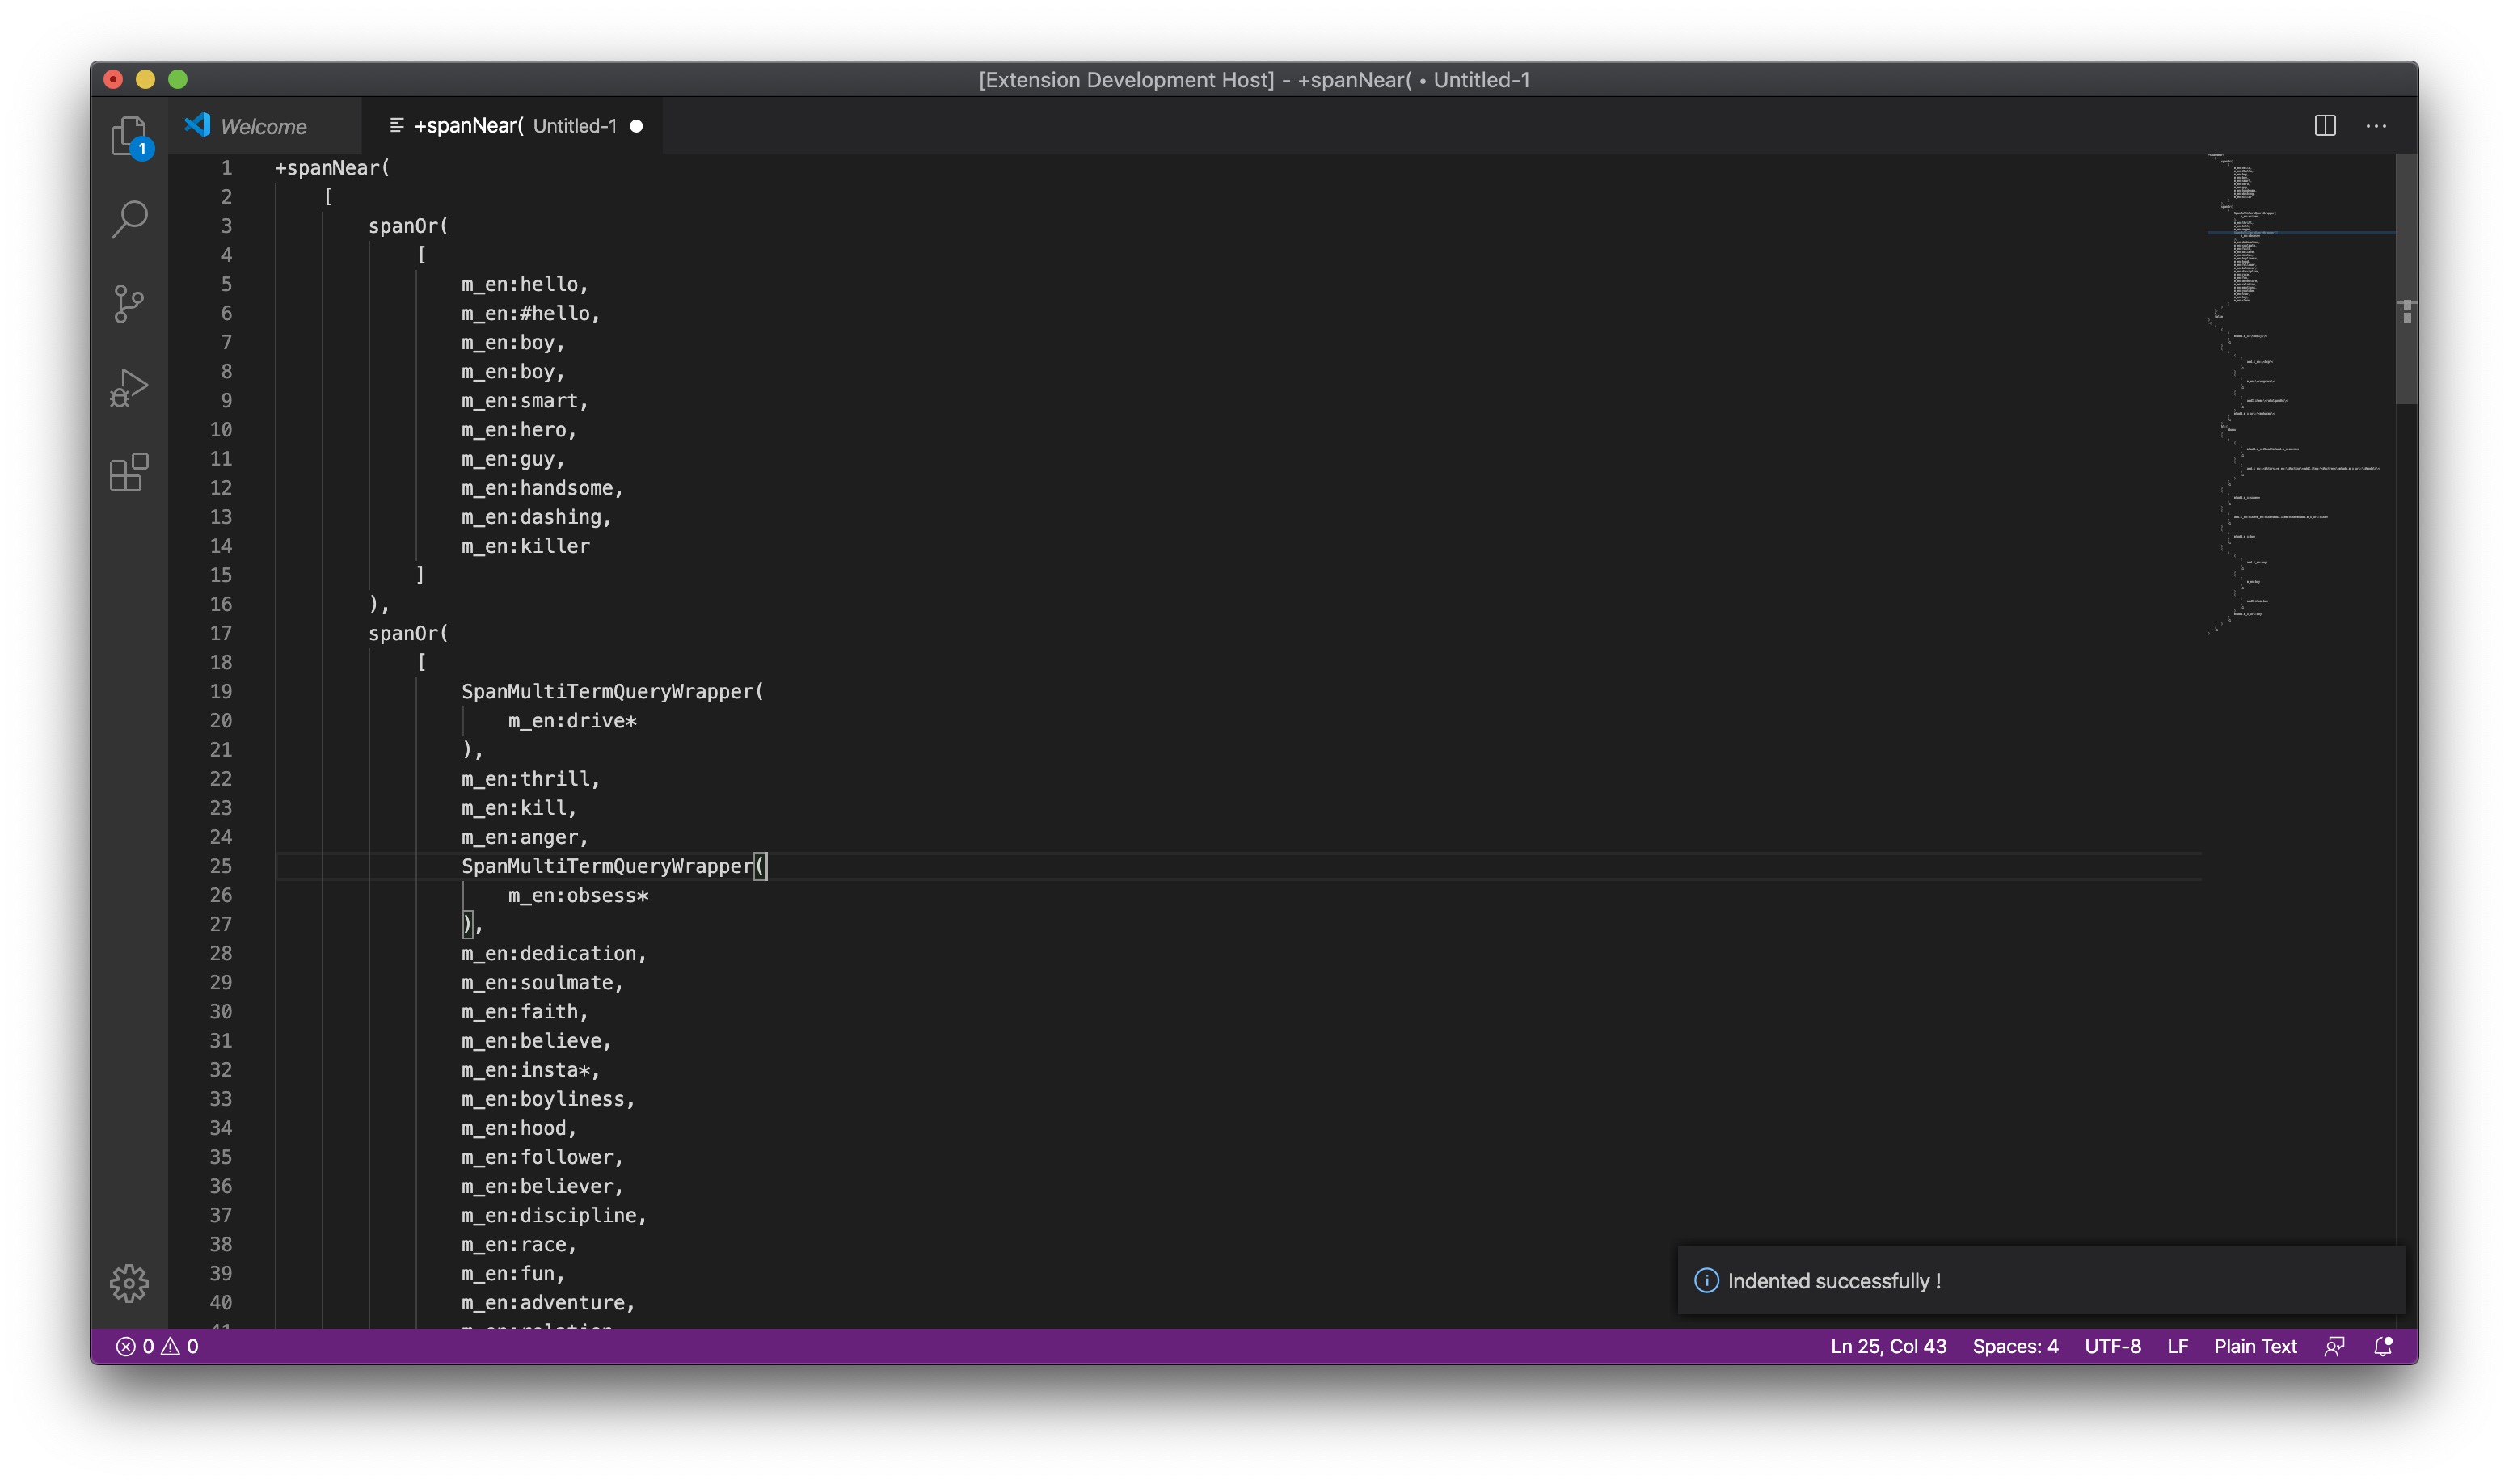 [Extension Development Host] - +spanNear( • Untitled-1
Welcome
+spanNear( Untitled-1 ●
1
1 +spanNear(
2 [
3 spanOr(
4 [
5 m_en:hello,
6 m_en:#hello,
7 m_en:boy,
8 m_en:boy,
9 m_en:smart,
10 m_en:hero,
11 m_en:guy,
12 m_en:handsome,
13 m_en:dashing,
14 m_en:killer
15 ]
16 ),
17 spanOr(
18 [
19 SpanMultiTermQueryWrapper(
20 m_en:drive*
21 ),
22 m_en:thrill,
23 m_en:kill,
24 m_en:anger,
25 SpanMultiTermQueryWrapper(
26 m_en:obsess*
27 ),
28 m_en:dedication,
29 m_en:soulmate,
30 m_en:faith,
31 m_en:believe,
32 m_en:insta*,
33 m_en:boyliness,
34 m_en:hood,
35 m_en:follower,
36 m_en:believer,
37 m_en:discipline,
38 m_en:race,
39 m_en:fun,
40 m_en:adventure,
Indented successfully !
0 0
Ln 25, Col 43 Spaces: 4 UTF-8 LF Plain Text